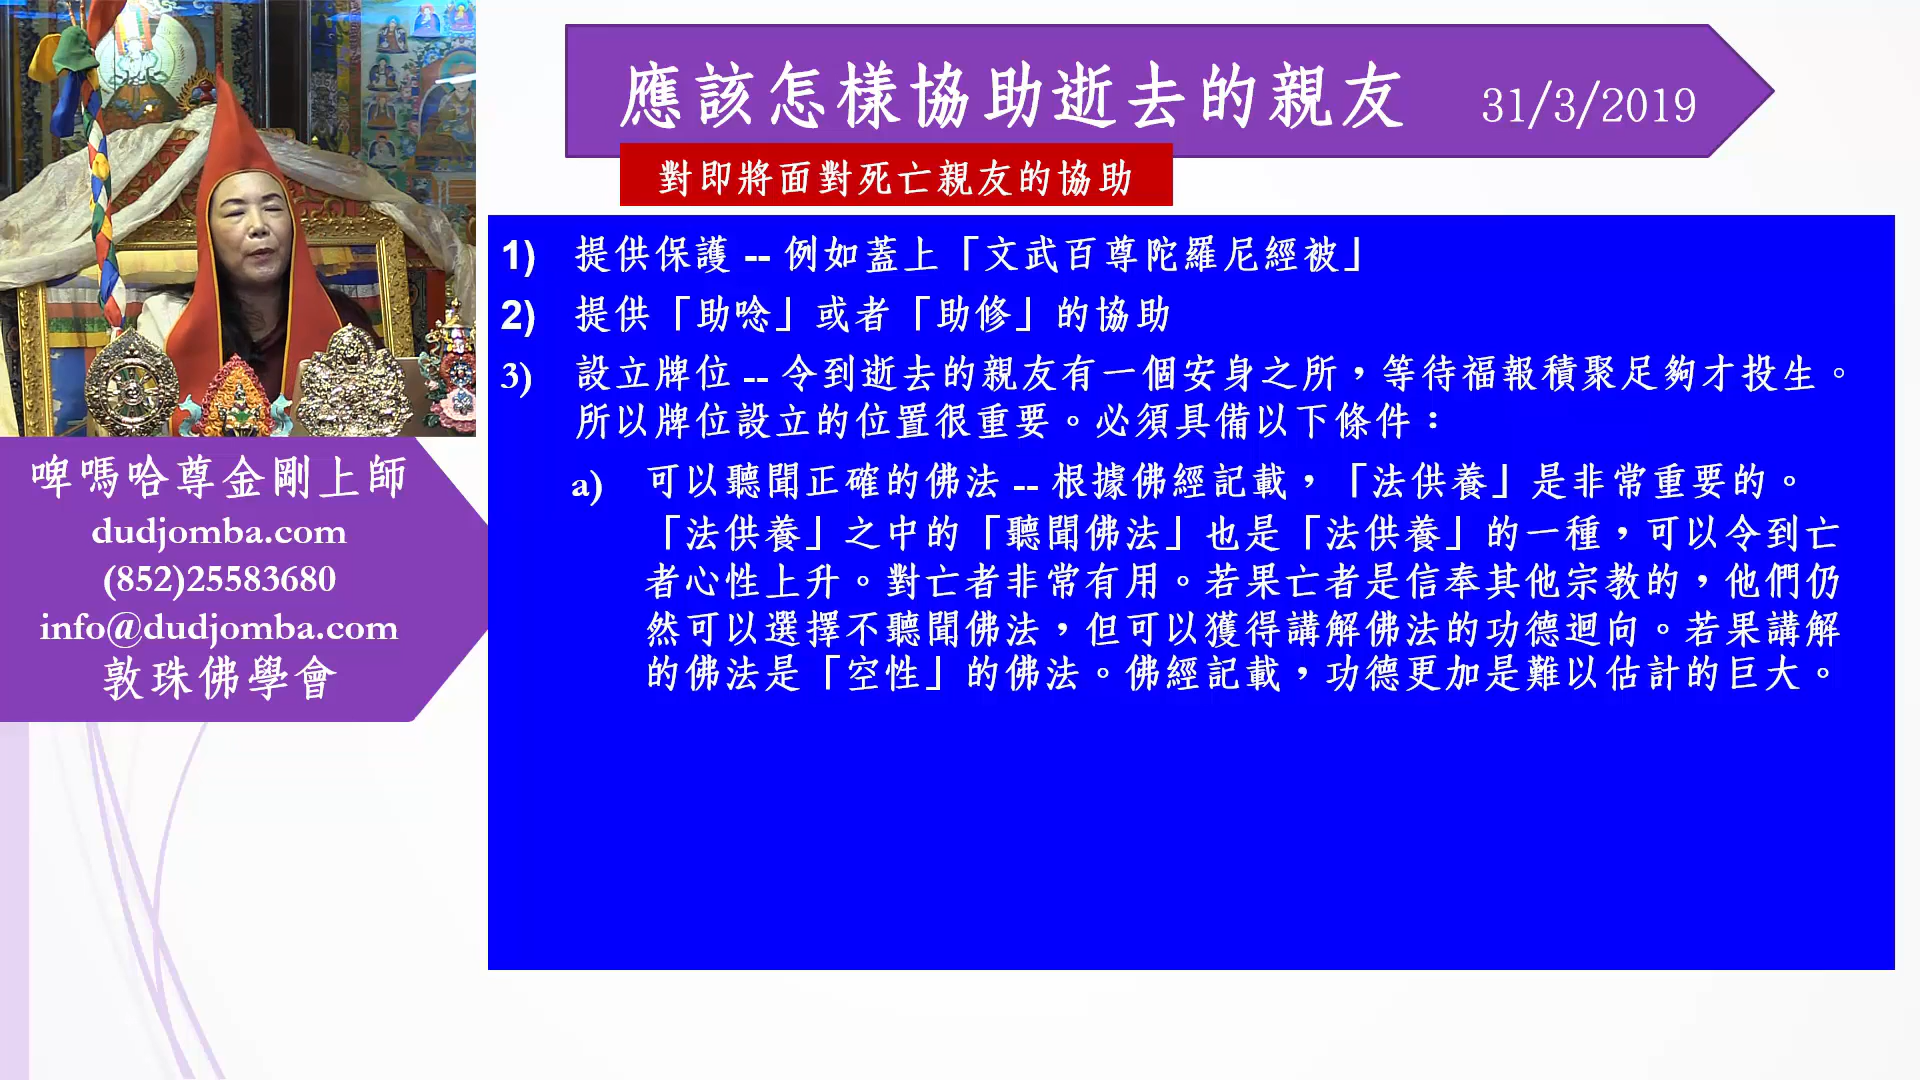 應該怎樣協助逝去的親友 31/3/2019
對即將面對死亡親友的協助
1) 提供保護 -- 例如蓋上「文武百尊陀羅尼經被」
2) 提供「助唸」或者「助修」的協助
3) 設立牌位 -- 令到逝去的親友有一個安身之所，等待福報積聚足夠才投生。
所以牌位設立的位置很重要。必須具備以下條件：
a) 可以聽聞正確的佛法 -- 根據佛經記載，「法供養」是非常重要的。
「法供養」之中的「聽聞佛法」也是「法供養」的一種，可以令到亡
者心性上升。對亡者非常有用。若果亡者是信奉其他宗教的，他們仍
然可以選擇不聽聞佛法，但可以獲得講解佛法的功德迴向。若果講解
的佛法是「空性」的佛法。佛經記載，功德更加是難以估計的巨大。
啤嗎哈尊金剛上師
dudjomba.com
(852)25583680
info@dudjomba.com
敦珠佛學會